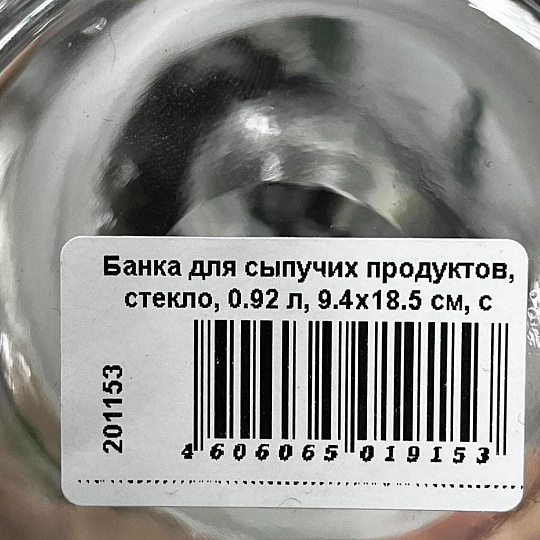 Банка для сыпучих продуктов,
стекло, 0.92 л, 9.4x18.5 см, с
201153
4 606065 019153